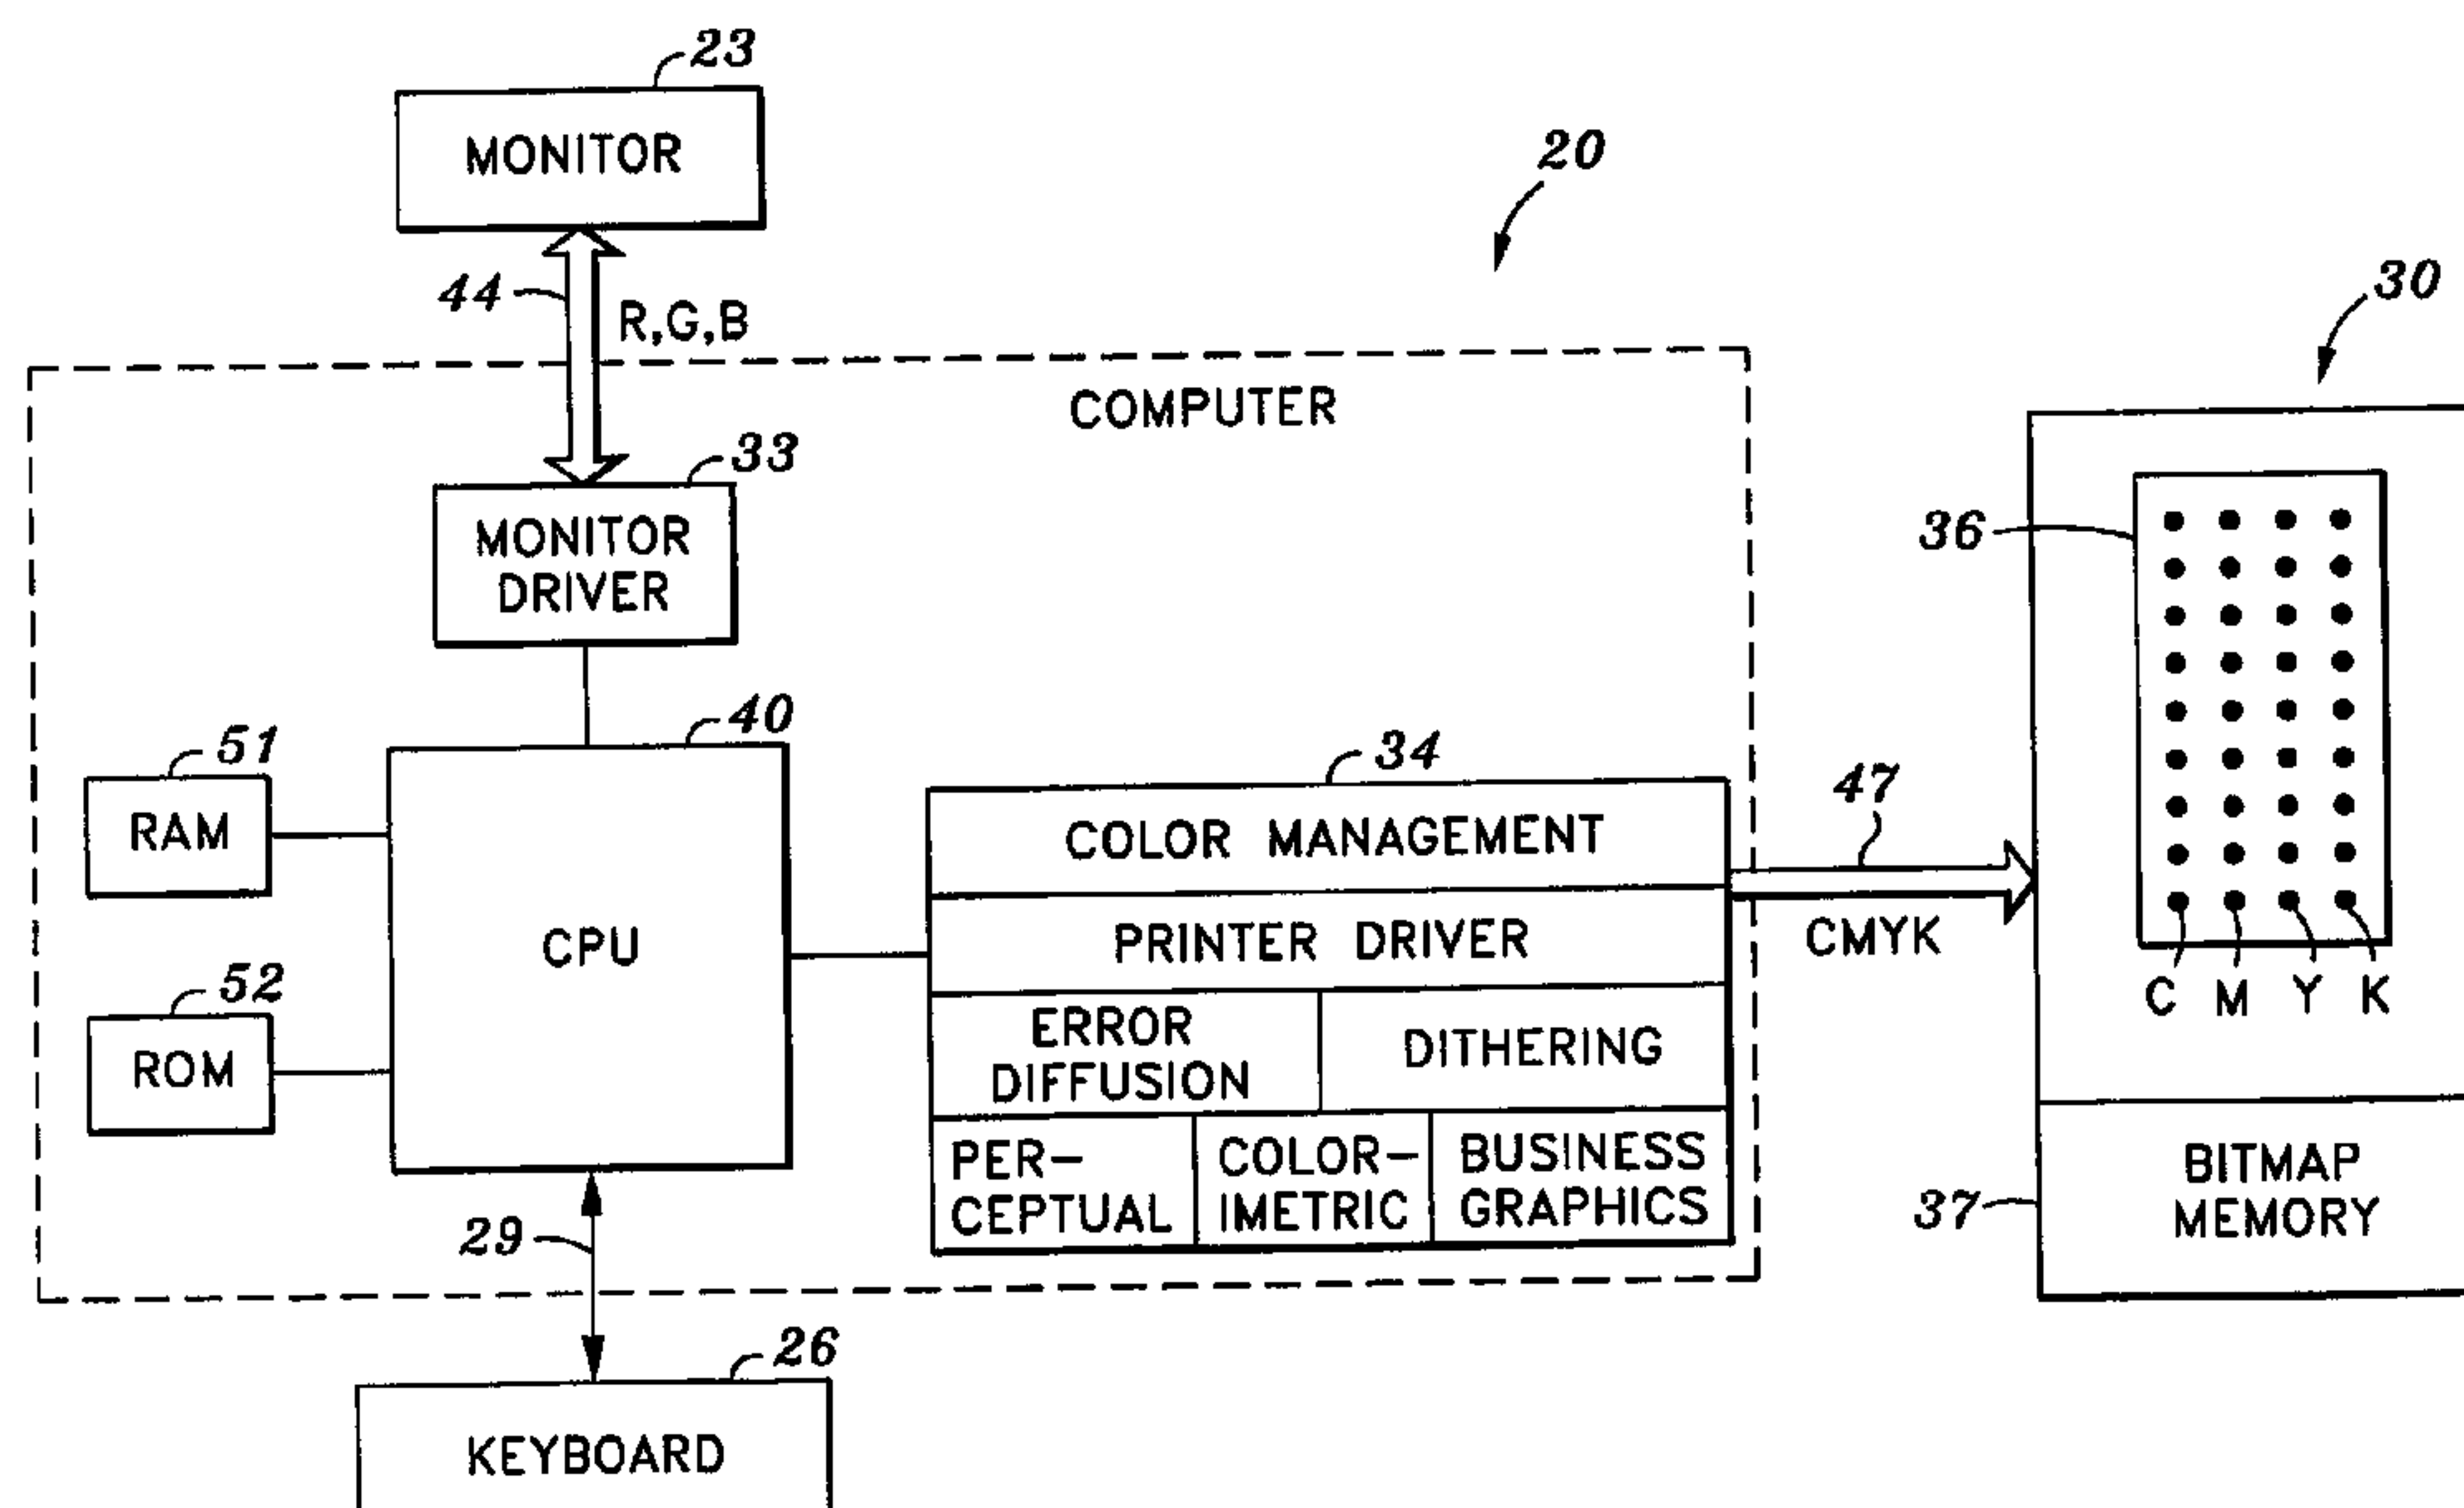 23
MONITOR
20
44
R,G,B
30
COMPUTER
33
MONITOR
DRIVER
36
40
51
RAM
34
COLOR MANAGEMENT
47
CPU
PRINTER DRIVER
CMYK
52
ROM
ERROR
DIFFUSION
DITHERING
C M Y K
PER-
CEPTUAL
COLOR-
IMETRIC
BUSINESS
GRAPHICS
BITMAP
MEMORY
37
29
26
KEYBOARD